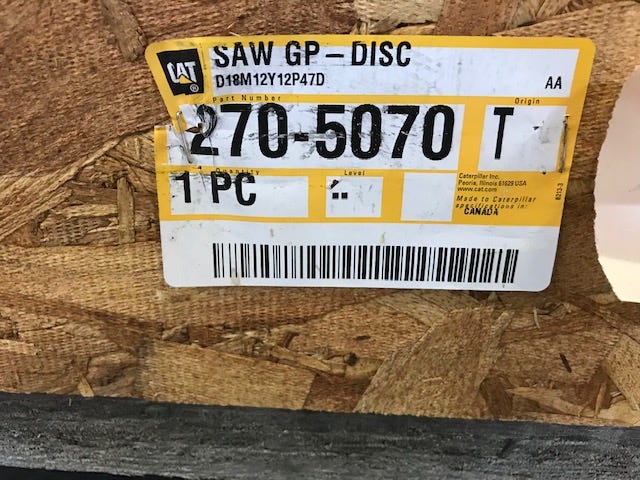 SAW GP - DISC
D18M12Y12P47D
AA
CAT
®
Part Number
Origin
270-5070
T
Quantity
Level
1 PC
Caterpillar Inc.
Peoria, Illinois 61629 USA
www.cat.com
Made to Caterpillar
specifications in:
CANADA